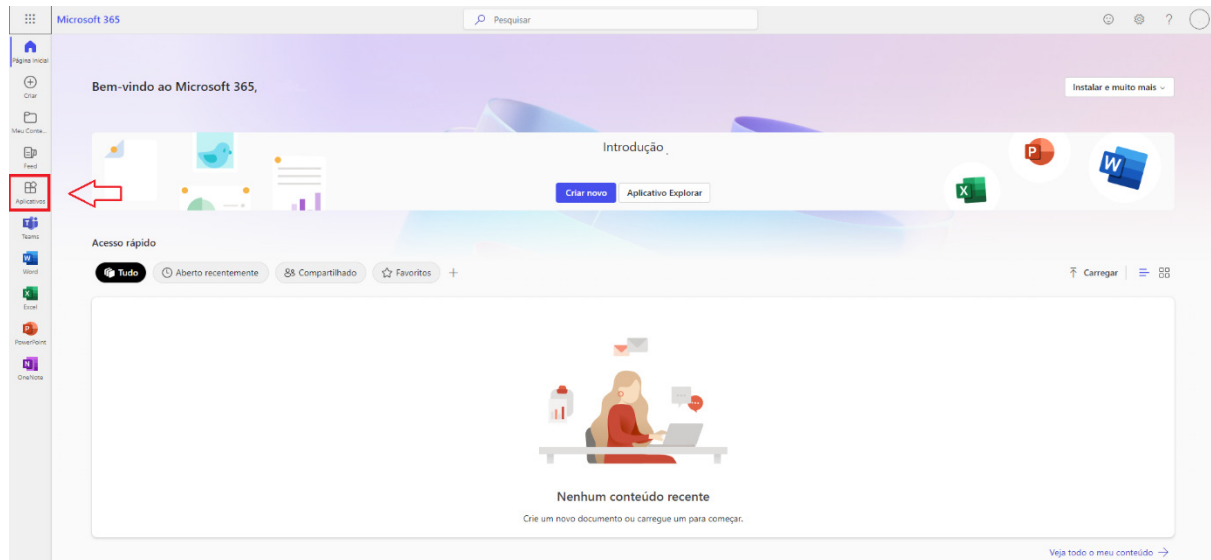 Microsoft 365
Pesquisar
?
Página Inicial
Criar
Meu Conte...
Feed
Aplicativos
Teams
Word
Excel
PowerPoint
OneNote
Bem-vindo ao Microsoft 365,
Instalar e muito mais
Introdução
Criar novo
Aplicativo Explorar
P
W
X
Acesso rápido
Tudo
Aberto recentemente
Compartilhado
Favoritos
+
Carregar
Nenhum conteúdo recente
Crie um novo documento ou carregue um para começar.
Veja todo o meu conteúdo →